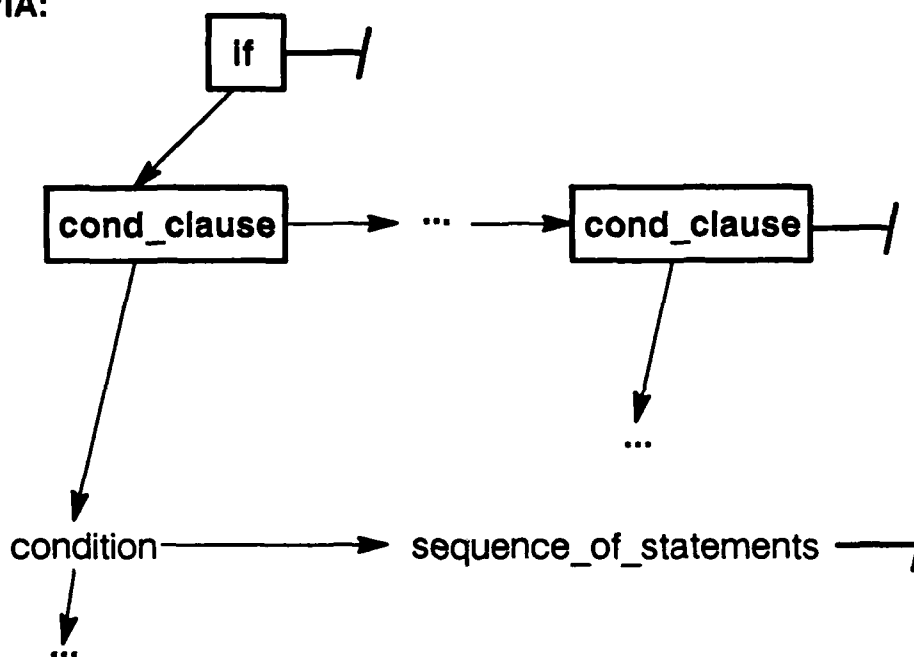 if
cond_clause ... cond_clause
...
condition sequence_of_statements
...